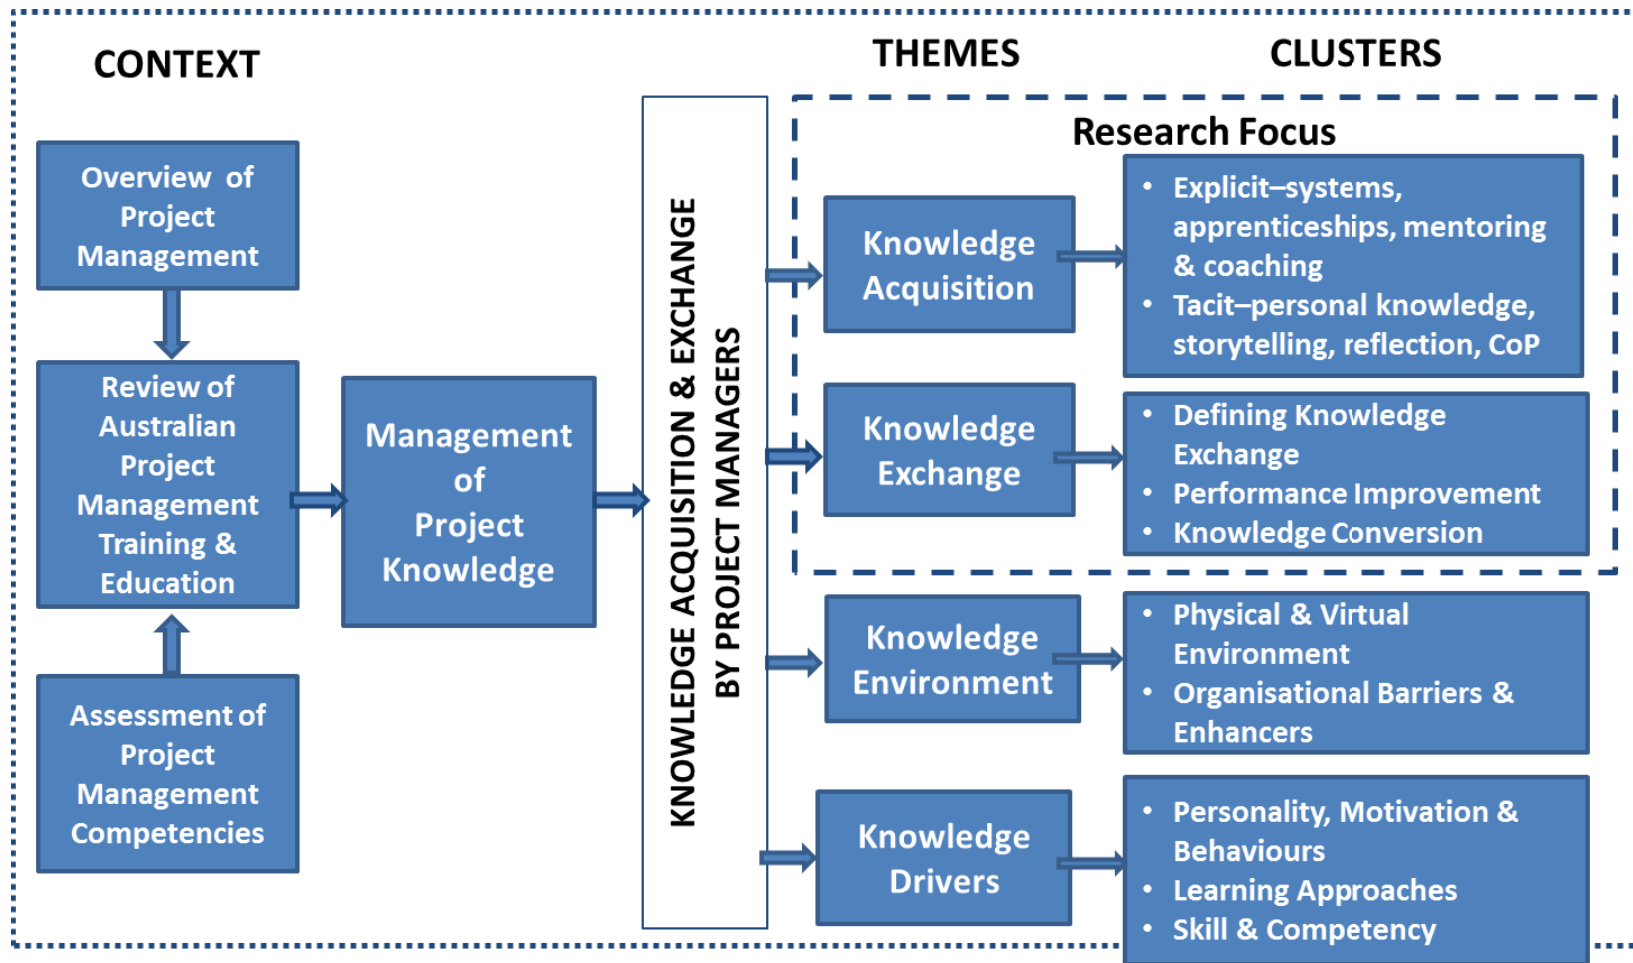 CONTEXT
Overview of
Project
Management
Review of
Australian
Project
Management
Training &
Education
Assessment of
Project
Management
Competencies
Management
of
Project
Knowledge
KNOWLEDGE ACQUISITION & EXCHANGE
BY PROJECT MANAGERS
THEMES
CLUSTERS
Research Focus
Knowledge
Acquisition
• Explicit–systems,
apprenticeships, mentoring
& coaching
• Tacit–personal knowledge,
storytelling, reflection, CoP
Knowledge
Exchange
• Defining Knowledge
Exchange
• Performance Improvement
• Knowledge Conversion
Knowledge
Environment
• Physical & Virtual
Environment
• Organisational Barriers &
Enhancers
Knowledge
Drivers
• Personality, Motivation &
Behaviours
• Learning Approaches
• Skill & Competency